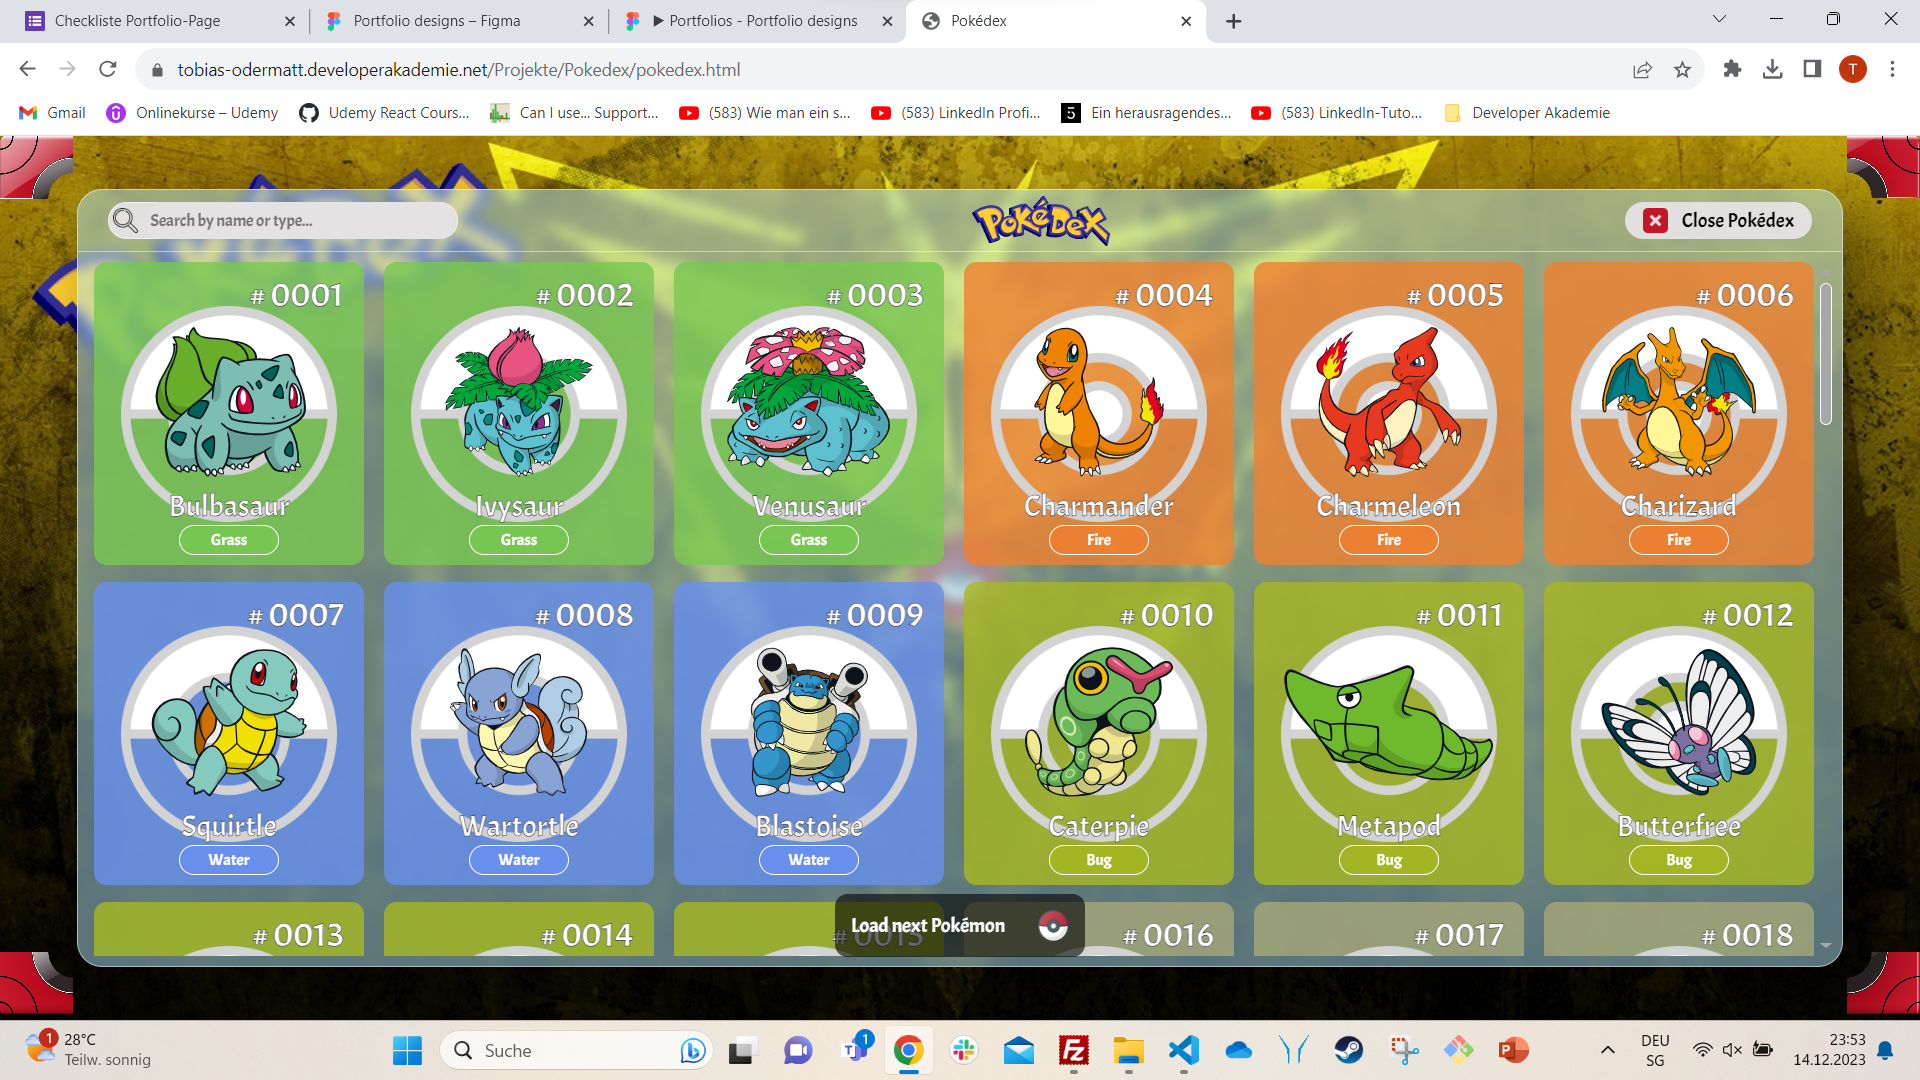 Checkliste Portfolio-Page
Portfolio designs – Figma
▶ Portfolios - Portfolio designs
Pokédex
tobias-odermatt.developerakademie.net/Projekte/Pokedex/pokedex.html
T
Gmail
Onlinekurse – Udemy
Udemy React Cours...
Can I use... Support...
(583) Wie man ein s...
(583) LinkedIn Profi...
Ein herausragendes...
(583) LinkedIn-Tuto...
Developer Akademie
Search by name or type...
PokéDex
Close Pokédex
# 0001
# 0002
# 0003
# 0004
# 0005
# 0006
Bulbasaur
Ivysaur
Venusaur
Charmander
Charmeleon
Charizard
Grass
Grass
Grass
Fire
Fire
Fire
# 0007
# 0008
# 0009
# 0010
# 0011
# 0012
Squirtle
Wartortle
Blastoise
Caterpie
Metapod
Butterfree
Water
Water
Water
Bug
Bug
Bug
# 0013
# 0014
# 0015
# 0016
# 0017
# 0018
Load next Pokémon
1
28°C
Teilw. sonnig
Suche
1
DEU
SG
23:53
14.12.2023